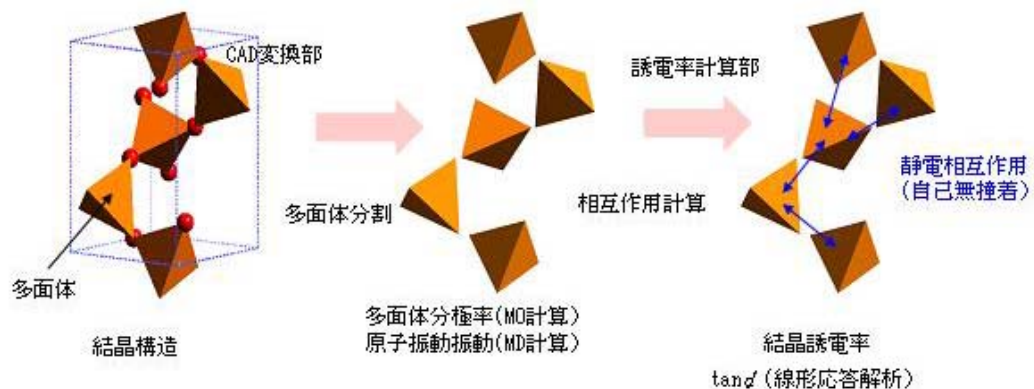 CAD変換部
誘電率計算部
静電相互作用
(自己無撞着)
多面体分割
相互作用計算
多面体
多面体分極率(MO計算)
原子振動振動(MD計算)
結晶構造
結晶誘電率
tanδ(線形応答解析)